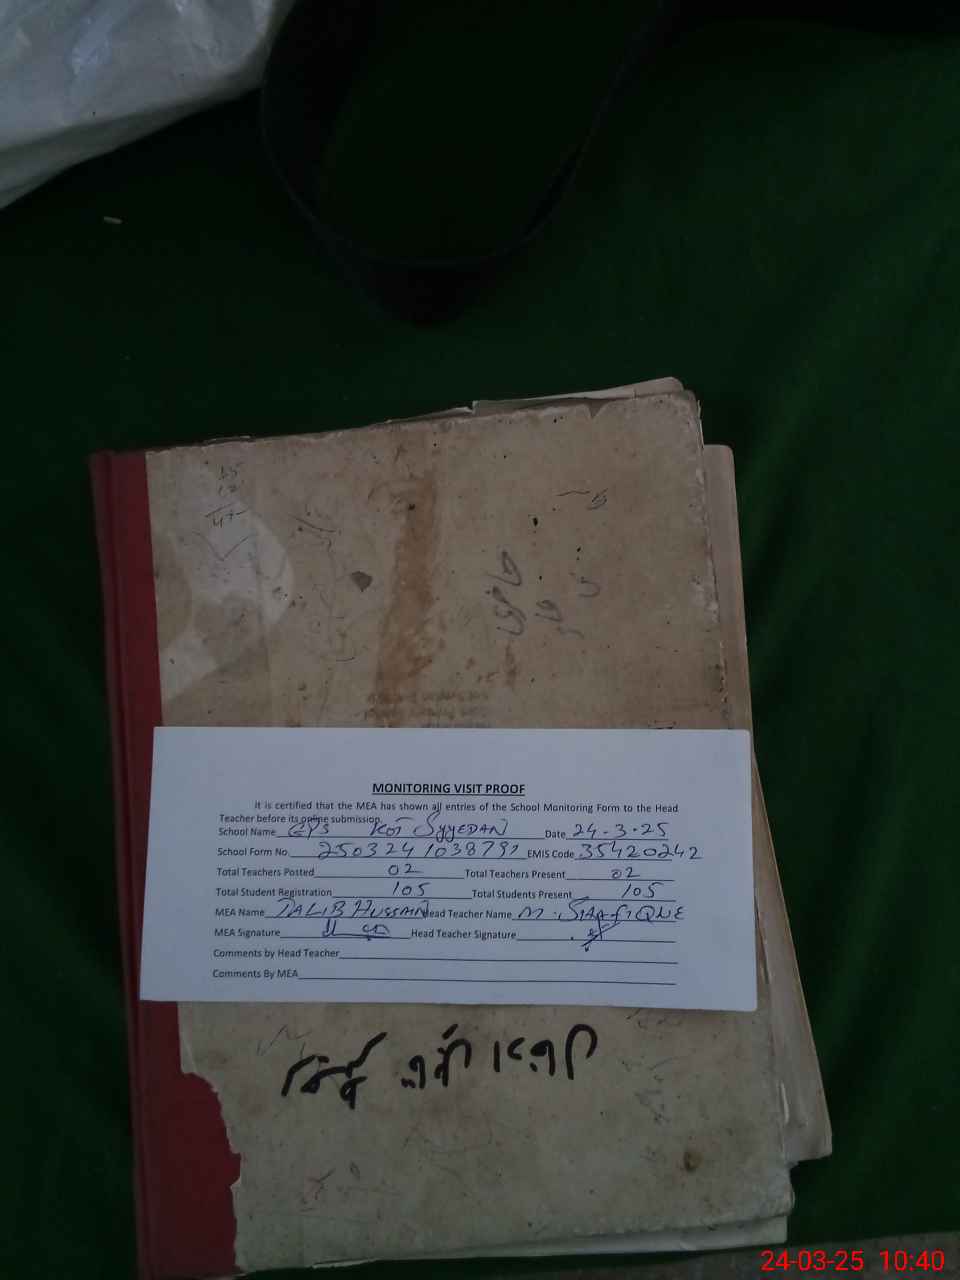 MONITORING VISIT PROOF
It is certified that the MEA has shown all entries of the School Monitoring Form to the Head
Teacher before its online submission.
School Name GPS KOT SYYEDAN Date 24-3-25
School Form No. 2503241038791 EMIS Code 35420242
Total Teachers Posted 02 Total Teachers Present 02
Total Student Registration 105 Total Students Present 105
MEA Name TALIB HUSSAIN Head Teacher Name M. SHAFIQUE
MEA Signature Head Teacher Signature
Comments by Head Teacher
Comments By MEA
24-03-25 10:40